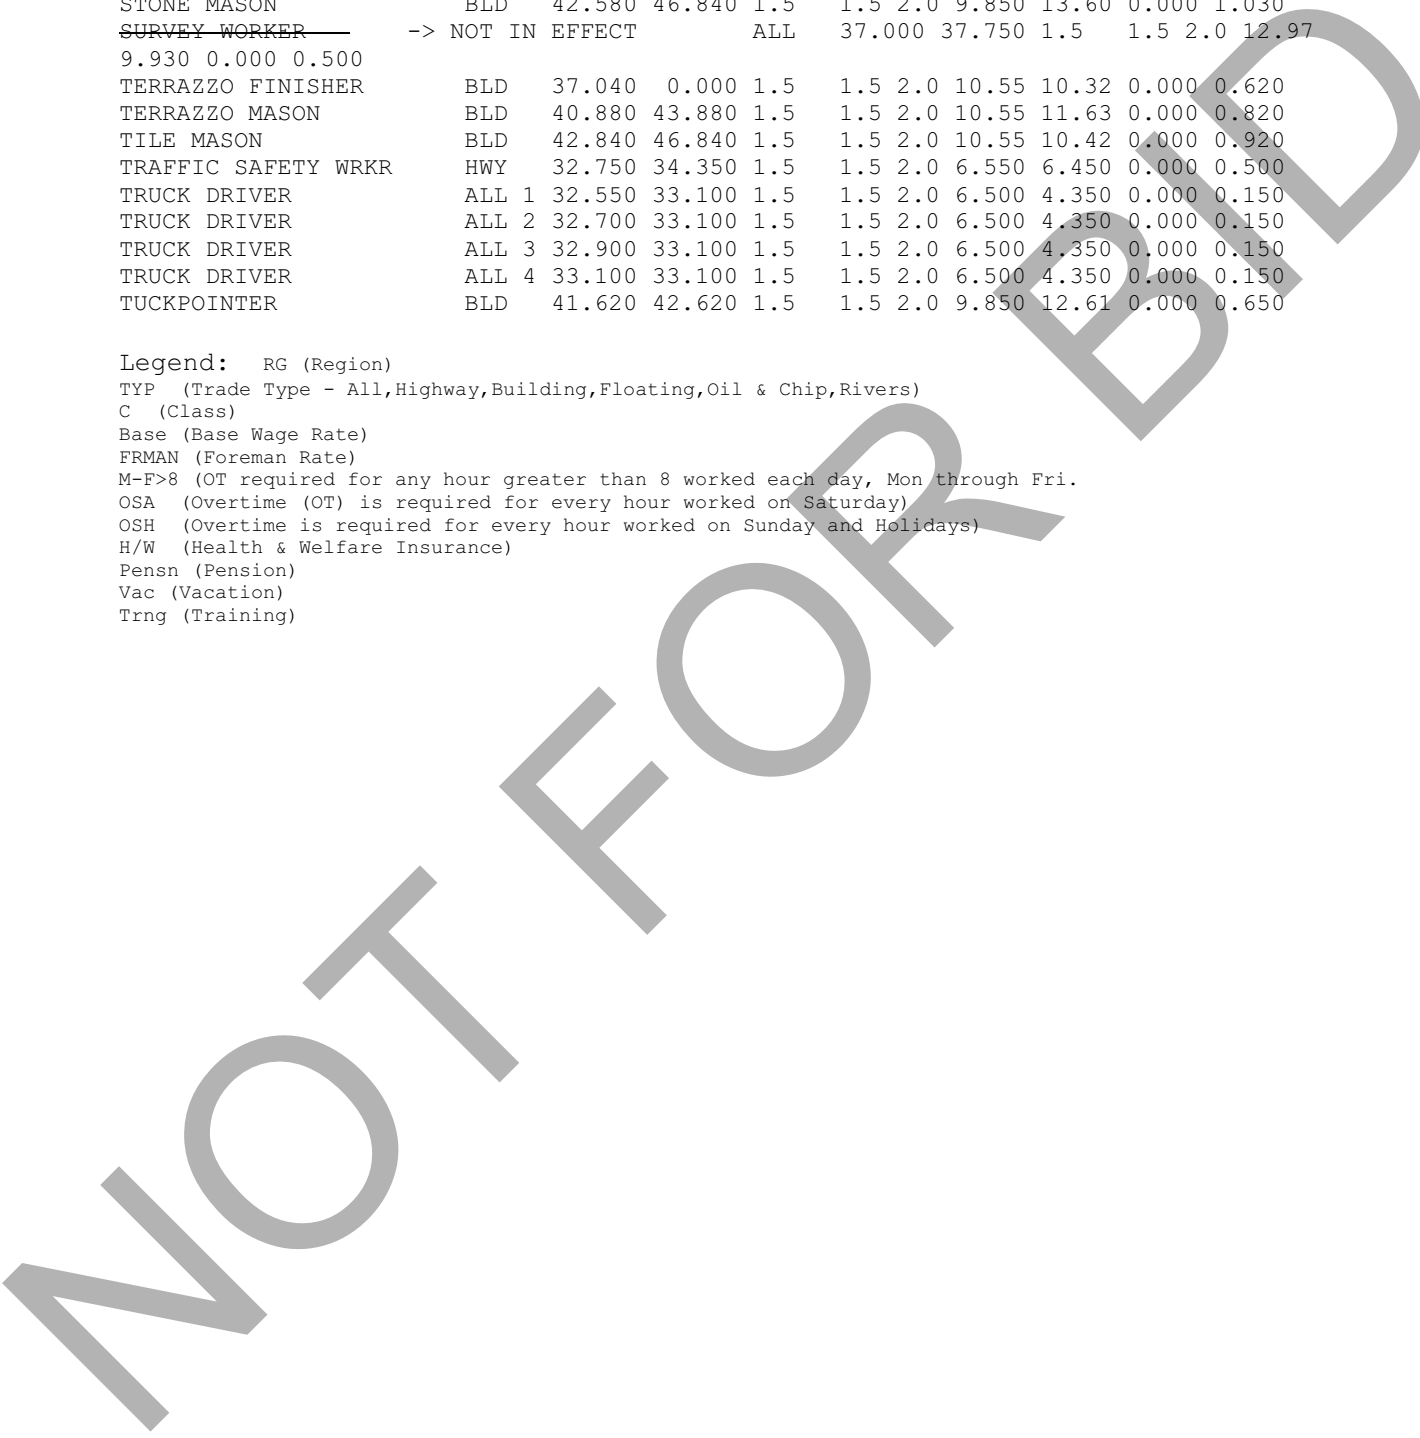 STONE MASON BLD 42.580 46.840 1.5 1.5 2.0 9.850 13.60 0.000 1.030
SURVEY WORKER -> NOT IN EFFECT ALL 37.000 37.750 1.5 1.5 2.0 12.97
9.930 0.000 0.500
TERRAZZO FINISHER BLD 37.040 0.000 1.5 1.5 2.0 10.55 10.32 0.000 0.620
TERRAZZO MASON BLD 40.880 43.880 1.5 1.5 2.0 10.55 11.63 0.000 0.820
TILE MASON BLD 42.840 46.840 1.5 1.5 2.0 10.55 10.42 0.000 0.920
TRAFFIC SAFETY WRKR HWY 32.750 34.350 1.5 1.5 2.0 6.550 6.450 0.000 0.500
TRUCK DRIVER ALL 1 32.550 33.100 1.5 1.5 2.0 6.500 4.350 0.000 0.150
TRUCK DRIVER ALL 2 32.700 33.100 1.5 1.5 2.0 6.500 4.350 0.000 0.150
TRUCK DRIVER ALL 3 32.900 33.100 1.5 1.5 2.0 6.500 4.350 0.000 0.150
TRUCK DRIVER ALL 4 33.100 33.100 1.5 1.5 2.0 6.500 4.350 0.000 0.150
TUCKPOINTER BLD 41.620 42.620 1.5 1.5 2.0 9.850 12.61 0.000 0.650
Legend: RG (Region)
TYP (Trade Type - All,Highway,Building,Floating,Oil & Chip,Rivers)
C (Class)
Base (Base Wage Rate)
FRMAN (Foreman Rate)
M-F>8 (OT required for any hour greater than 8 worked each day, Mon through Fri.
OSA (Overtime (OT) is required for every hour worked on Saturday)
OSH (Overtime is required for every hour worked on Sunday and Holidays)
H/W (Health & Welfare Insurance)
Pensn (Pension)
Vac (Vacation)
Trng (Training)
NOT FOR BID